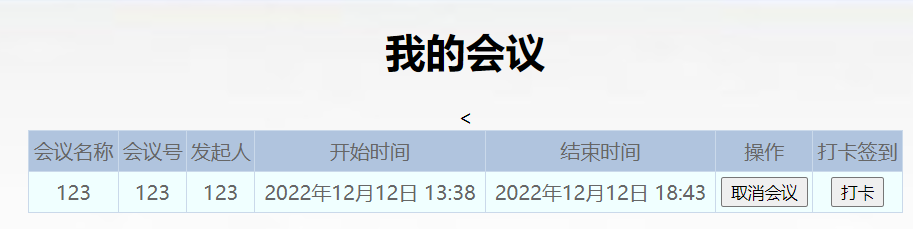 我的会议
<
会议名称 会议号 发起人 开始时间 结束时间 操作 打卡签到
123 123 123 2022年12月12日 13:38 2022年12月12日 18:43 取消会议 打卡